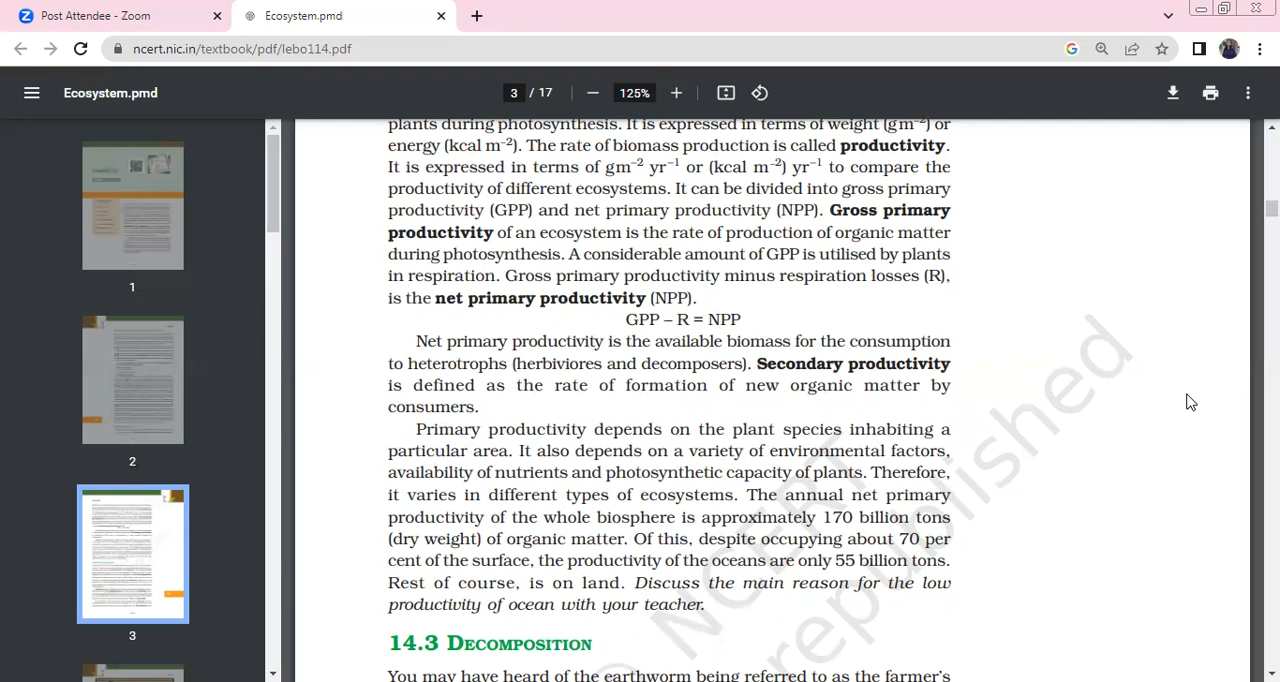 Post Attendee - Zoom
Ecosystem.pmd
ncert.nic.in/textbook/pdf/lebo114.pdf
Ecosystem.pmd
3 / 17
125%
plants during photosynthesis. It is expressed in terms of weight (gm⁻²) or
energy (kcal m⁻²). The rate of biomass production is called productivity.
It is expressed in terms of gm⁻² yr⁻¹ or (kcal m⁻²) yr⁻¹ to compare the
productivity of different ecosystems. It can be divided into gross primary
productivity (GPP) and net primary productivity (NPP). Gross primary
productivity of an ecosystem is the rate of production of organic matter
during photosynthesis. A considerable amount of GPP is utilised by plants
in respiration. Gross primary productivity minus respiration losses (R),
is the net primary productivity (NPP).
GPP – R = NPP
Net primary productivity is the available biomass for the consumption
to heterotrophs (herbiviores and decomposers). Secondary productivity
is defined as the rate of formation of new organic matter by
consumers.
Primary productivity depends on the plant species inhabiting a
particular area. It also depends on a variety of environmental factors,
availability of nutrients and photosynthetic capacity of plants. Therefore,
it varies in different types of ecosystems. The annual net primary
productivity of the whole biosphere is approximately 170 billion tons
(dry weight) of organic matter. Of this, despite occupying about 70 per
cent of the surface, the productivity of the oceans are only 55 billion tons.
Rest of course, is on land. Discuss the main reason for the low
productivity of ocean with your teacher.
14.3 DECOMPOSITION
You may have heard of the earthworm being referred to as the farmer's
1
2
3
© NCERT
republished